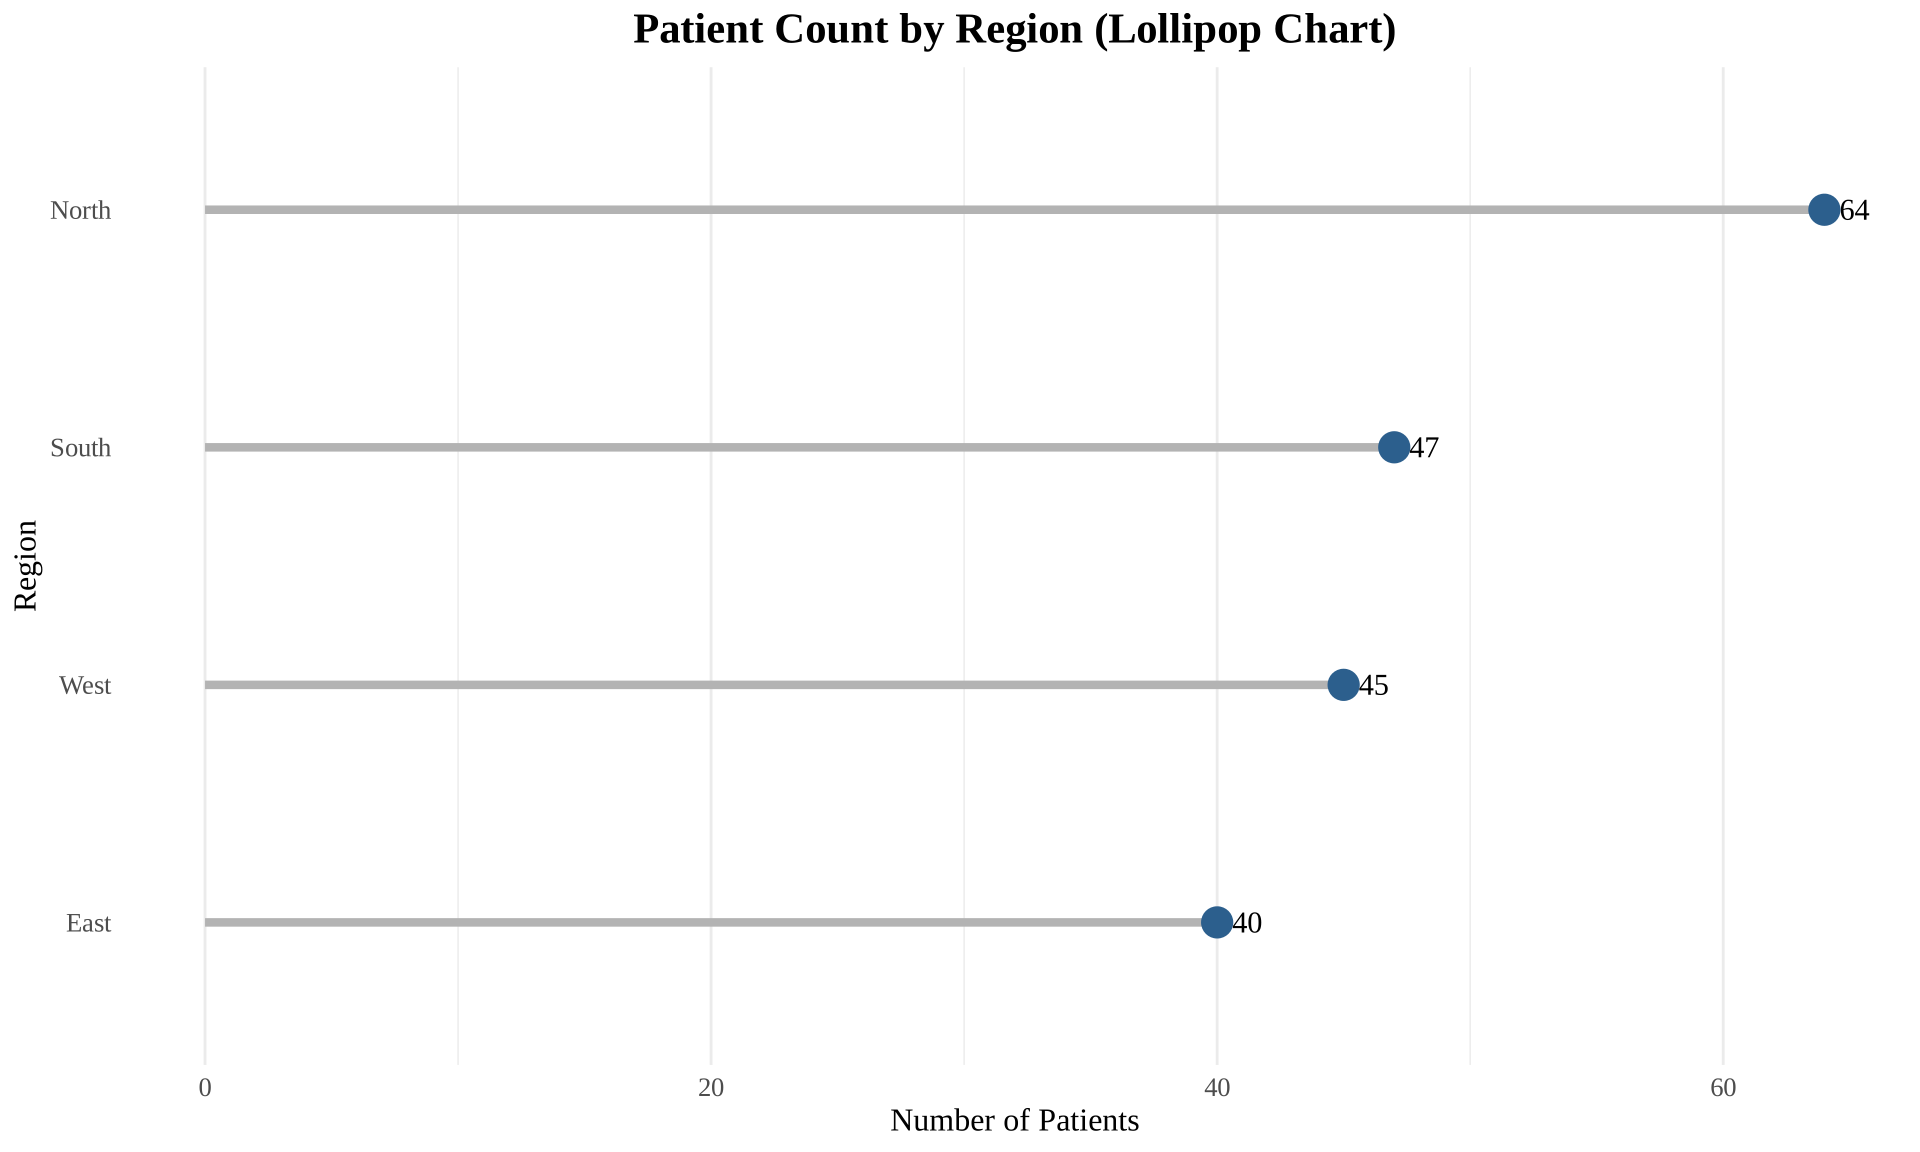 Patient Count by Region (Lollipop Chart)
North
64
South
47
Region
West
45
East
40
0 20 40 60
Number of Patients